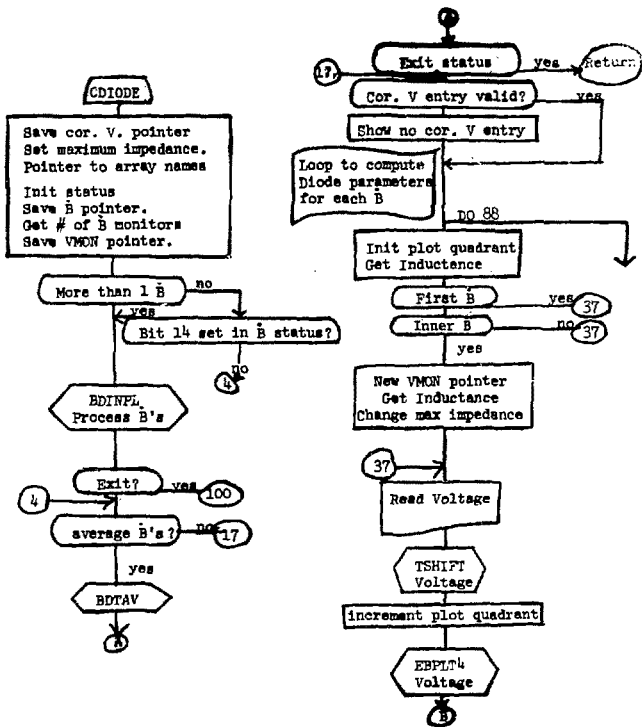 CDIODE
Save cor. V. pointer
Set maximum impedance.
Pointer to array names
Init status
Save Ḃ pointer.
Get # of Ḃ monitors
Save VMON pointer.
More than 1 Ḃ
no
yes
Bit 14 set in Ḃ status?
no
4
BDINPL
Process Ḃ's
Exit?
yes
100
4
average Ḃ's?
no
17
yes
BDTAV
A
A
Exit status
yes
Return
17
Cor. V entry valid?
yes
Show no cor. V entry
Loop to compute
Diode parameters
for each Ḃ
DO 88
Init plot quadrant
Get Inductance
First Ḃ
yes
37
Inner Ḃ
no
37
yes
New VMON pointer
Get Inductance
Change max impedance
37
Read Voltage
TSHIFT
Voltage
increment plot quadrant
EBPLT4
Voltage
B